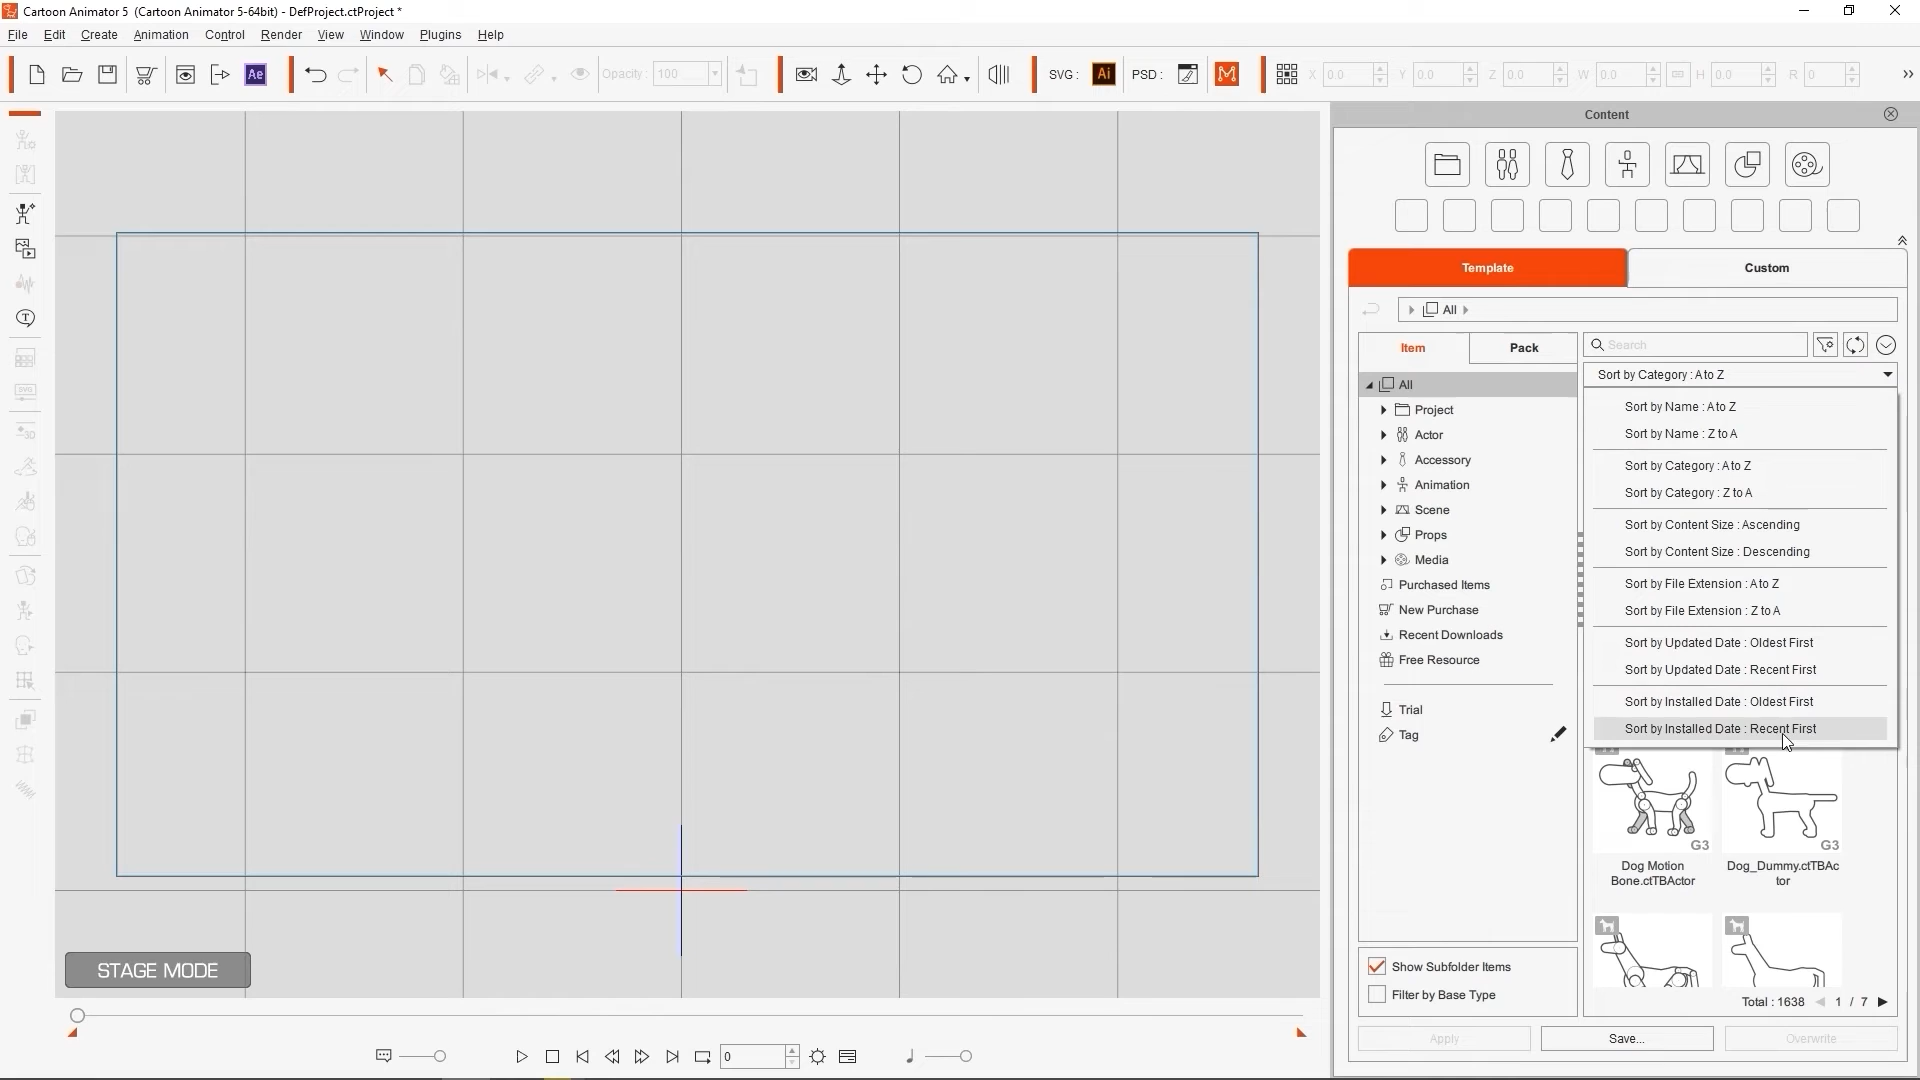 Cartoon Animator 5  (Cartoon Animator 5-64bit) - DefProject.ctProject *
File Edit Create Animation Control Render View Window Plugins Help
Ae Opacity : 100 SVG : Ai PSD : X 0.0 Y 0.0 Z 0.0 W 0.0 H 0.0 R 0
Content
Template Custom
All
Item Pack Search
Sort by Category : A to Z
All
Project
Actor
Accessory
Animation
Scene
Props
Media
Purchased Items
New Purchase
Recent Downloads
Free Resource
Trial
Tag
Sort by Name : A to Z
Sort by Name : Z to A
Sort by Category : A to Z
Sort by Category : Z to A
Sort by Content Size : Ascending
Sort by Content Size : Descending
Sort by File Extension : A to Z
Sort by File Extension : Z to A
Sort by Updated Date : Oldest First
Sort by Updated Date : Recent First
Sort by Installed Date : Oldest First
Sort by Installed Date : Recent First
G3 G3
Dog Motion
Bone.ctTBActor
Dog_Dummy.ctTBAc
tor
Show Subfolder Items
Filter by Base Type
Total : 1638 1 / 7
Apply Save... Overwrite
STAGE MODE
0